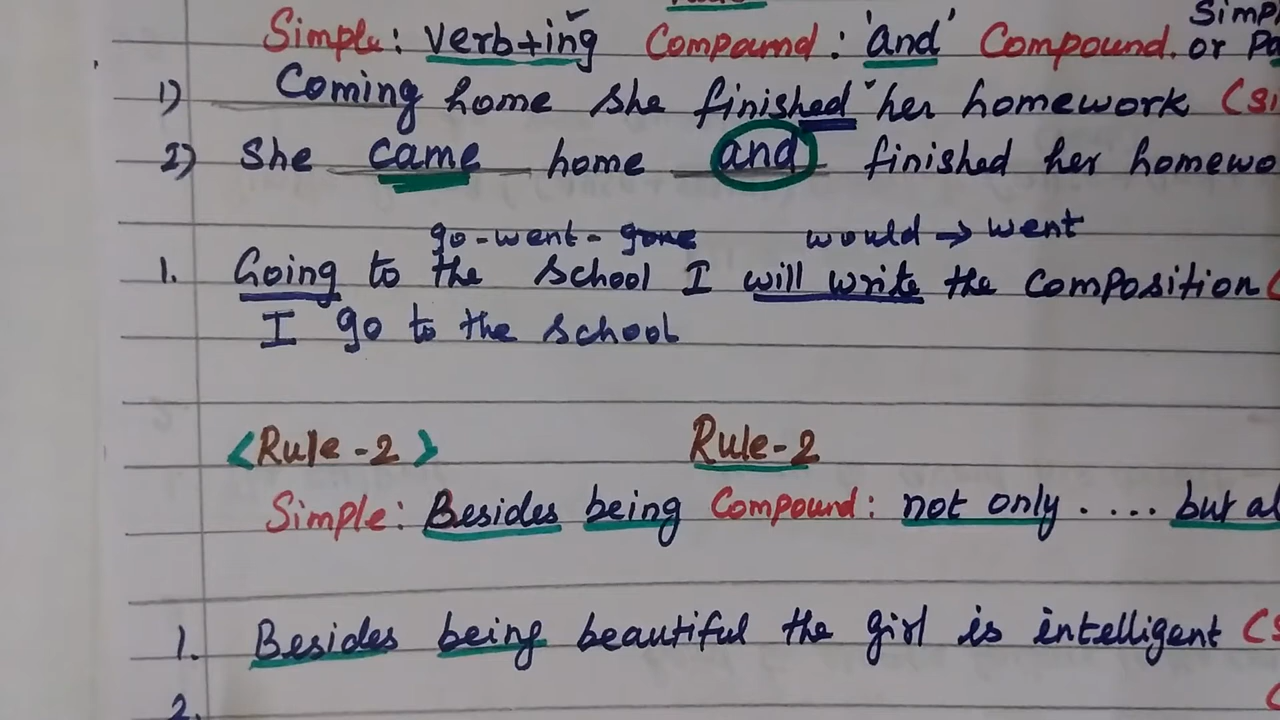 Simple: verb+ing Compound: 'and' Compound. or
1) Coming home she finished her homework
2) She came home and finished her
go-went-gone would → went
1. Going to the school I will write the composition
I go to the school
<Rule-2> Rule-2
Simple: Besides being Compound: not only .... but
1. Besides being beautiful the girl is intelligent
2.